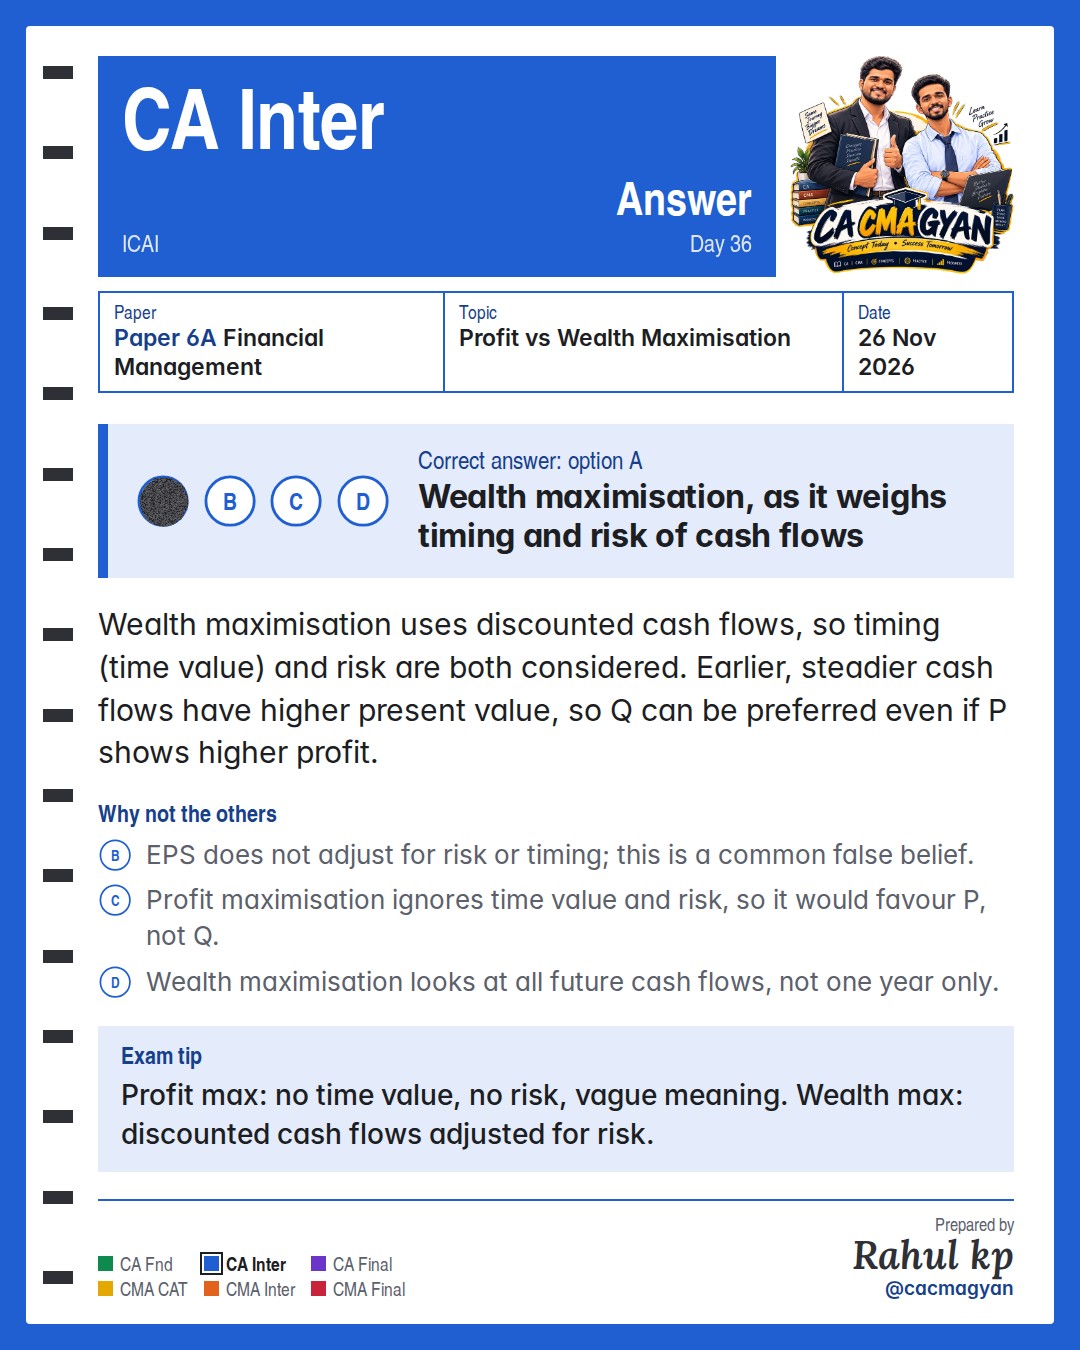 CA Inter
Answer
ICAI
Day 36
Learn
Practice
Grow
CA
CMA
CA CMA GYAN
Concept Today • Success Tomorrow
Paper
Paper 6A Financial
Management
Topic
Profit vs Wealth Maximisation
Date
26 Nov
2026
B C D
Correct answer: option A
Wealth maximisation, as it weighs
timing and risk of cash flows
Wealth maximisation uses discounted cash flows, so timing
(time value) and risk are both considered. Earlier, steadier cash
flows have higher present value, so Q can be preferred even if P
shows higher profit.
Why not the others
B EPS does not adjust for risk or timing; this is a common false belief.
C Profit maximisation ignores time value and risk, so it would favour P,
not Q.
D Wealth maximisation looks at all future cash flows, not one year only.
Exam tip
Profit max: no time value, no risk, vague meaning. Wealth max:
discounted cash flows adjusted for risk.
Prepared by
Rahul kp
@cacmagyan
CA Fnd CA Inter CA Final
CMA CAT CMA Inter CMA Final